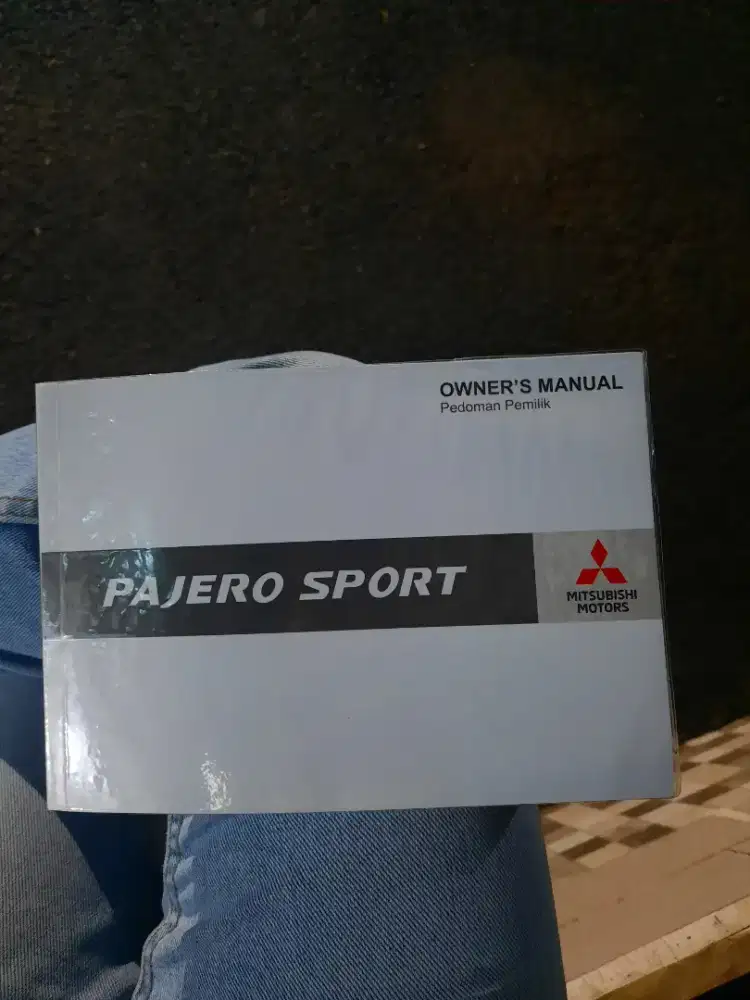 OWNER'S MANUAL
Pedoman Pemilik
PAJERO SPORT
MITSUBISHI
MOTORS